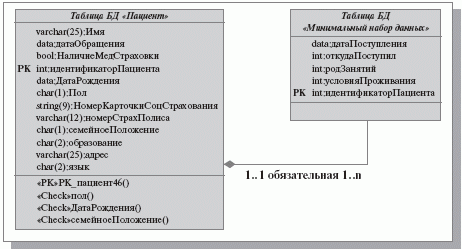 Таблица БД «Пациент»
varchar(25);Имя
data;датаОбращения
bool;НаличиеМедСтраховки
PK int;идентификаторПациента
data;ДатаРождения
char(1);Пол
string(9);НомерКарточкиСоцСтрахования
varchar(12);номерСтрахПолиса
char(1);семейноеПоложение
char(2);образование
varchar(25);адрес
char(2);язык
«PK»PK_пациент46()
«Check»пол()
«Check»ДатаРождения()
«Check»семейноеПоложение()
Таблица БД
«Минимальный набор данных»
data;датаПоступления
int;откудаПоступил
int;родЗанятий
int;условияПроживания
PK int;идентификаторПациента
1..1 обязательная 1..n